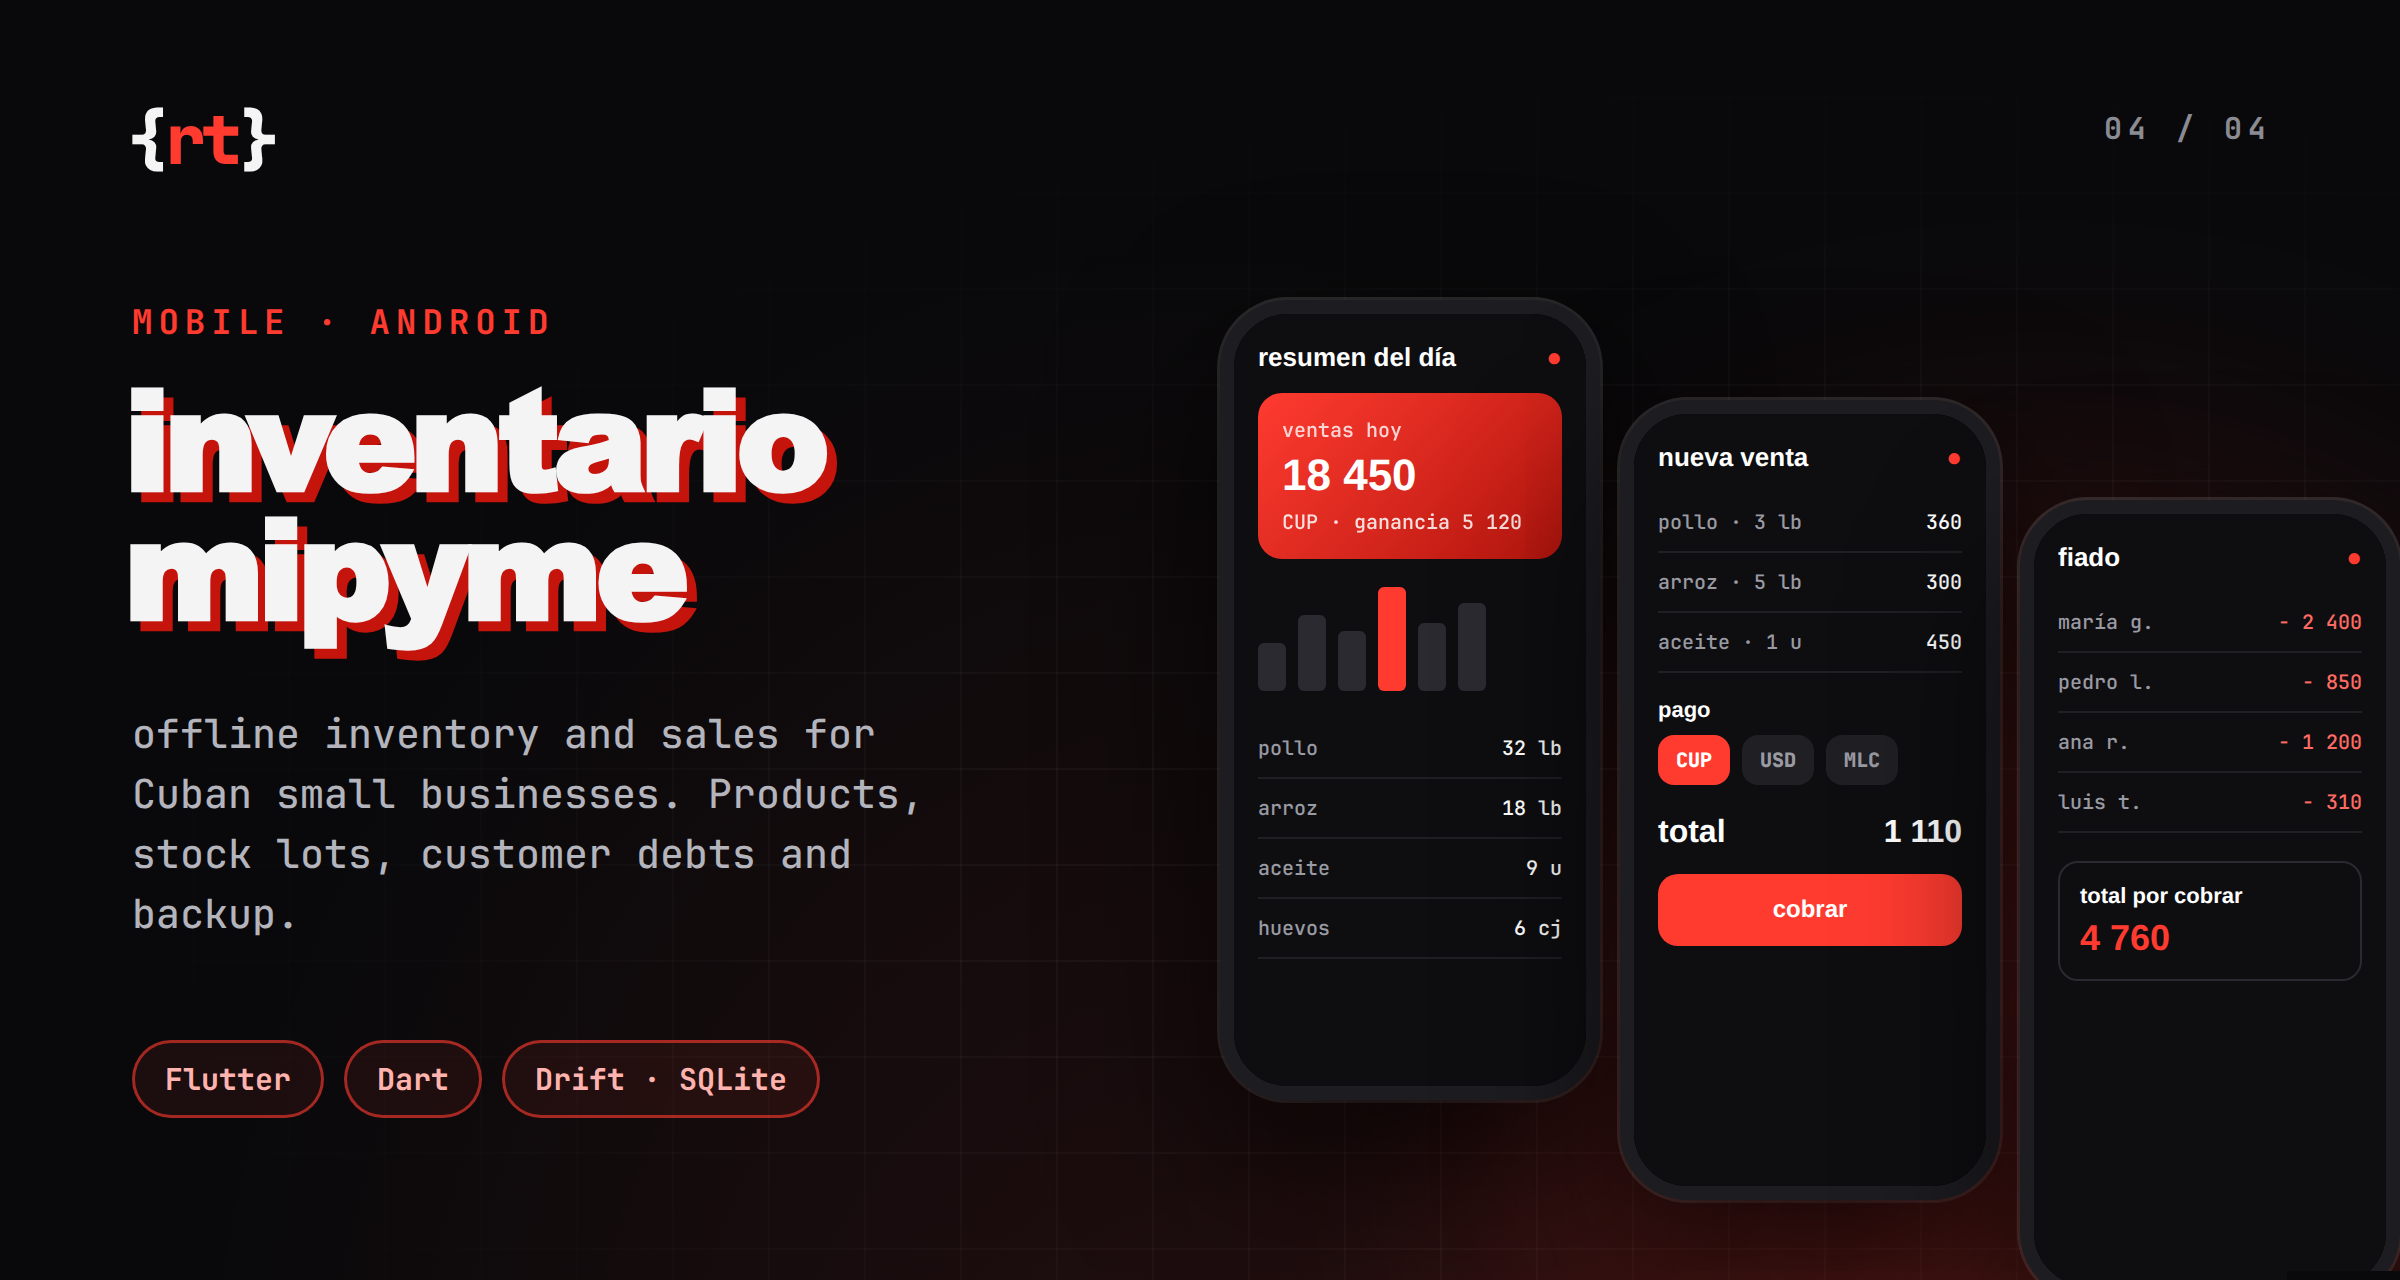 {rt}
04 / 04
MOBILE · ANDROID
inventario
mipyme
offline inventory and sales for
Cuban small businesses. Products,
stock lots, customer debts and
backup.
Flutter
Dart
Drift · SQLite
resumen del día
ventas hoy
18 450
CUP · ganancia 5 120
pollo 32 lb
arroz 18 lb
aceite 9 u
huevos 6 cj
nueva venta
pollo · 3 lb 360
arroz · 5 lb 300
aceite · 1 u 450
pago
CUP USD MLC
total 1 110
cobrar
fiado
maría g. - 2 400
pedro l. - 850
ana r. - 1 200
luis t. - 310
total por cobrar
4 760